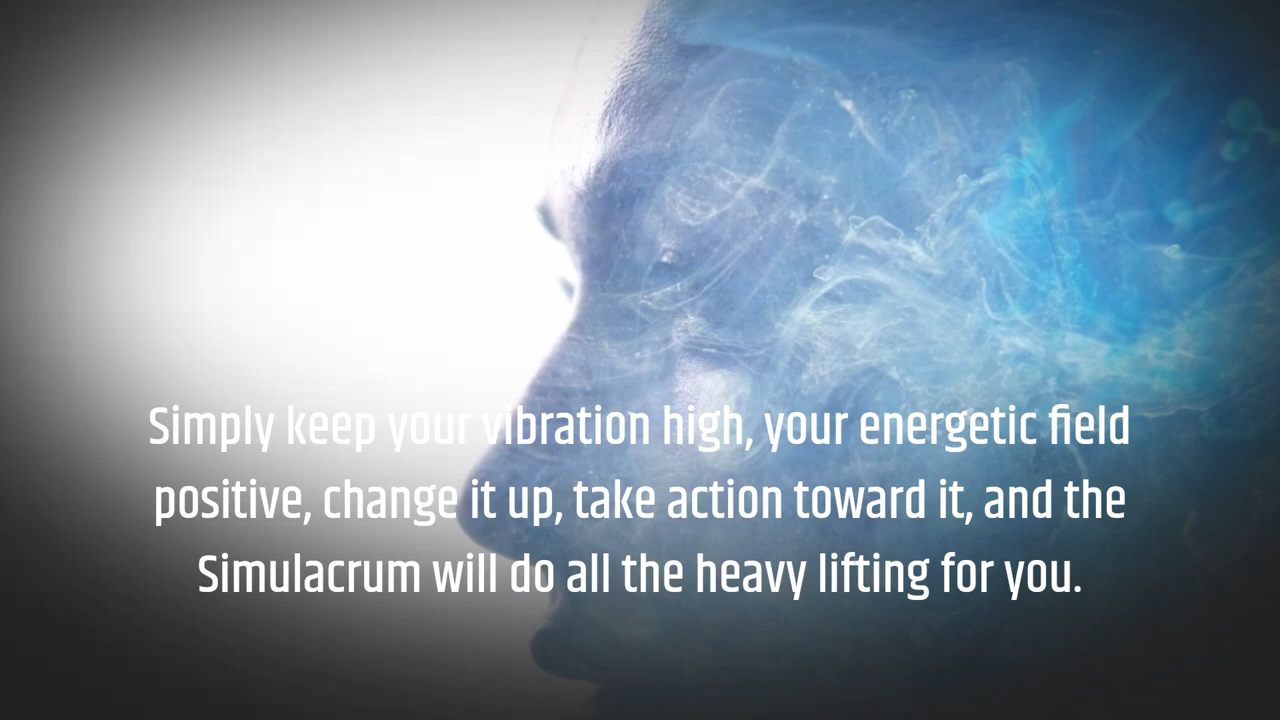 Simply keep your vibration high, your energetic field
positive, change it up, take action toward it, and the
Simulacrum will do all the heavy lifting for you.